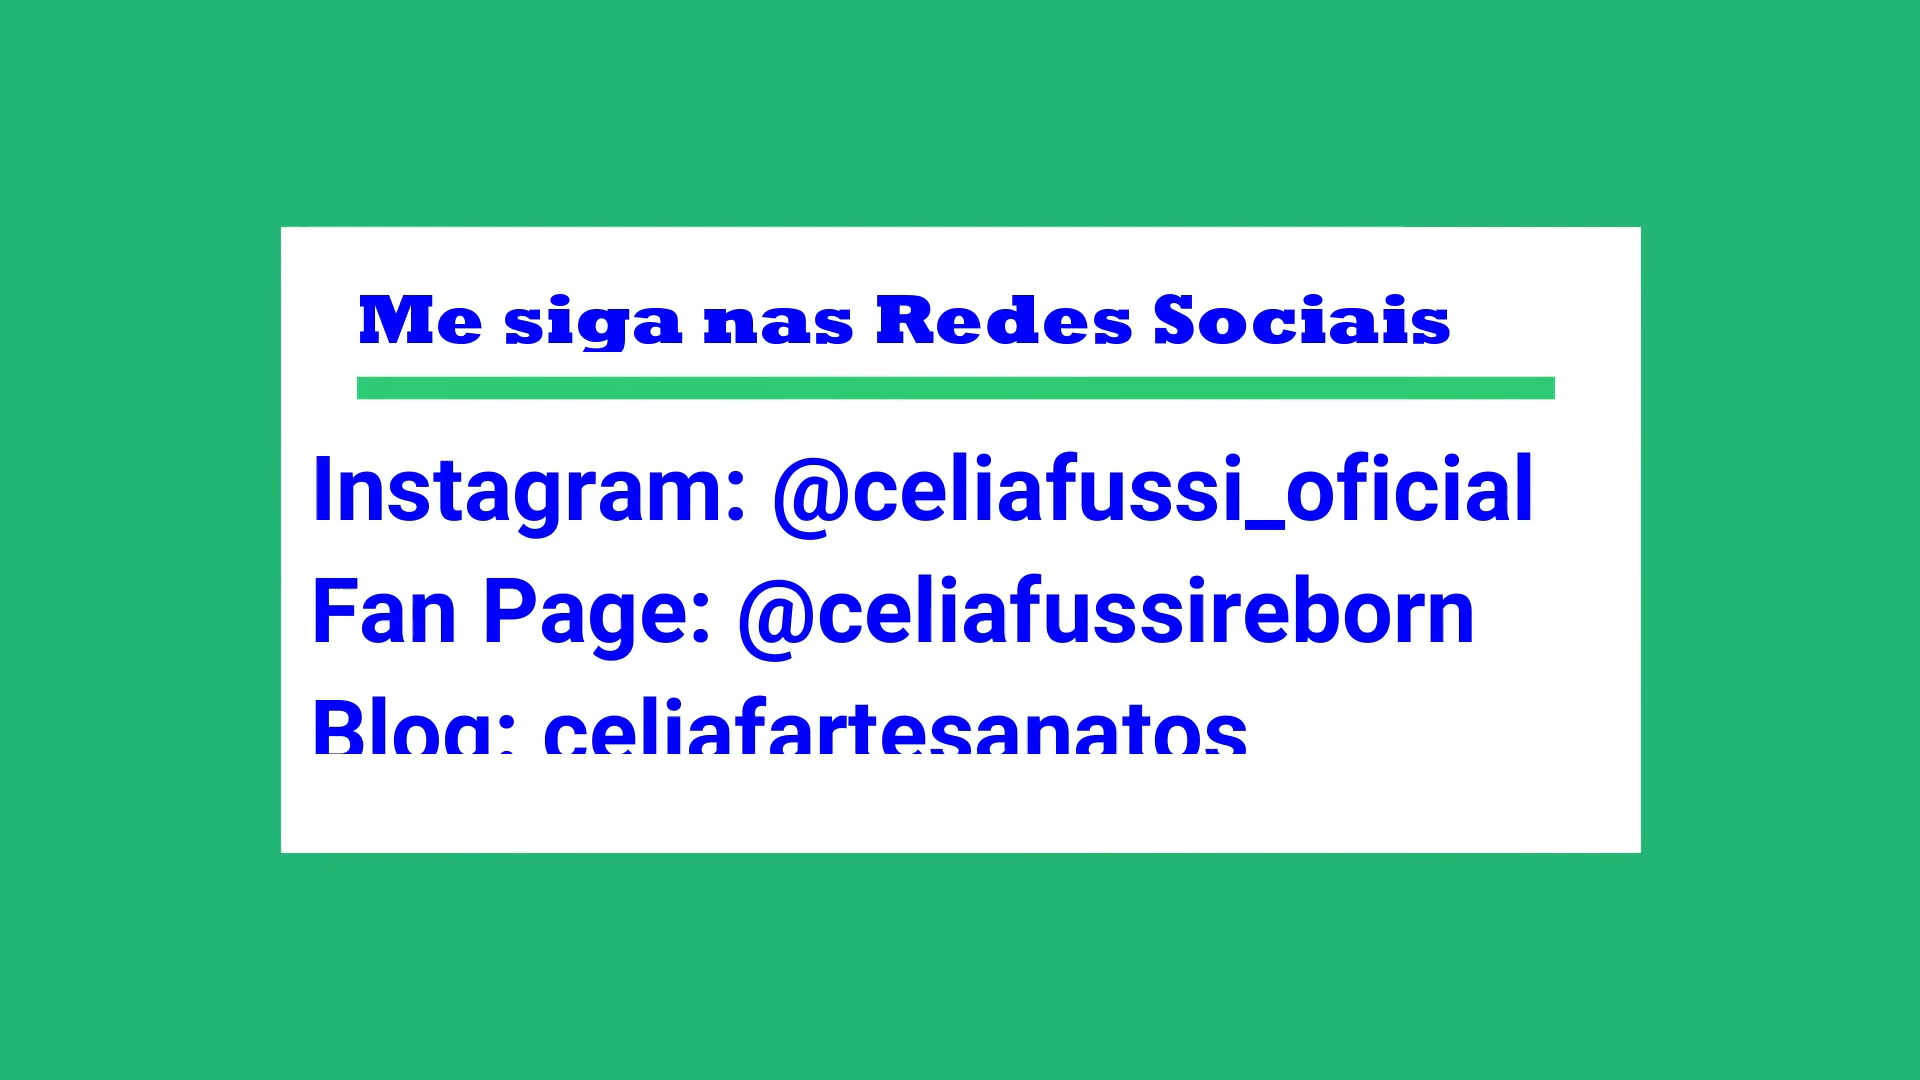 Me siga nas Redes Sociais
Instagram: @celiafussi_oficial
Fan Page: @celiafussireborn
Blog: celiafartesanatos